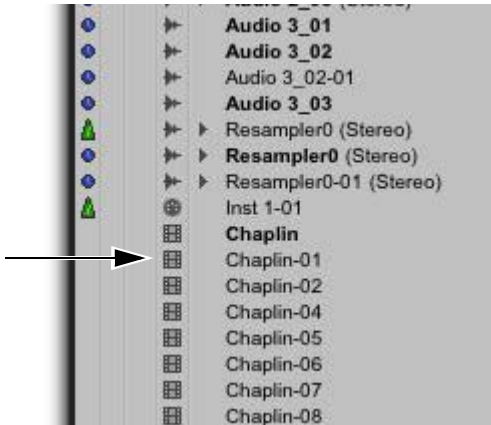 Audio 3_01
Audio 3_02
Audio 3_02-01
Audio 3_03
Resampler0 (Stereo)
Resampler0 (Stereo)
Resampler0-01 (Stereo)
Inst 1-01
Chaplin
Chaplin-01
Chaplin-02
Chaplin-04
Chaplin-05
Chaplin-06
Chaplin-07
Chaplin-08